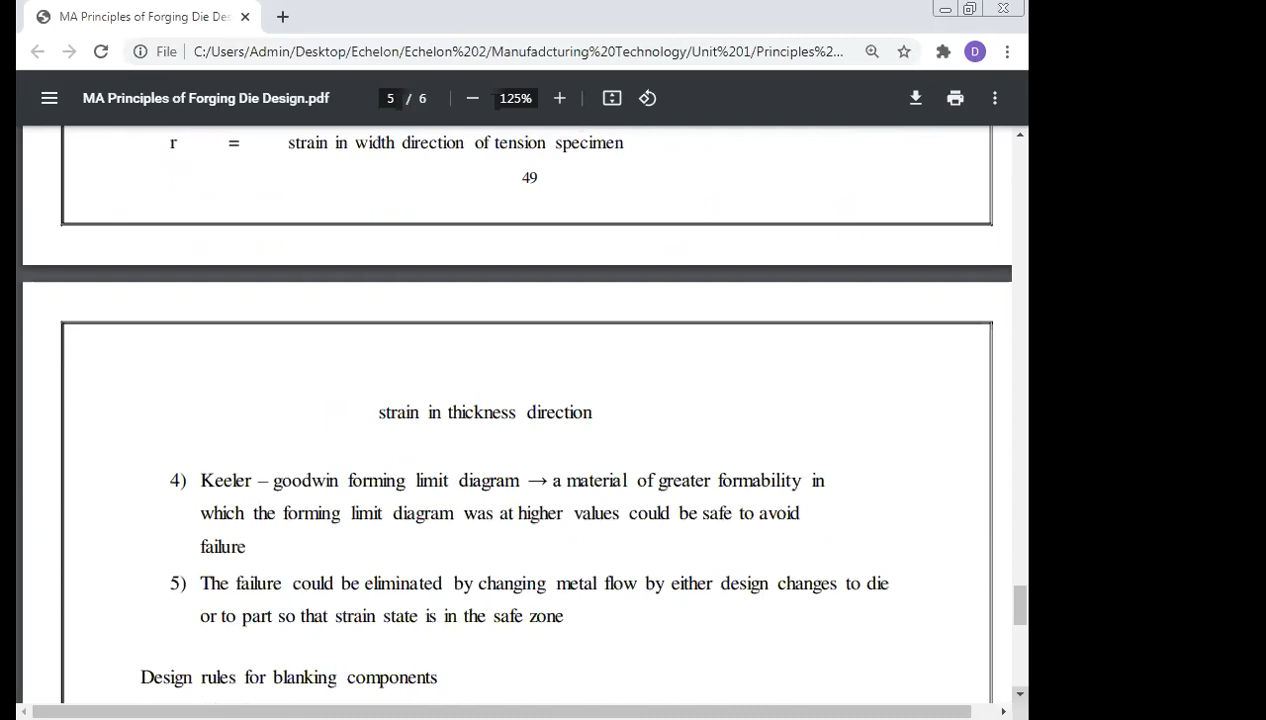 MA Principles of Forging Die Des
File C:/Users/Admin/Desktop/Echelon/Echelon%202/Manufadcturing%20Technology/Unit%201/Principles%2...
D
MA Principles of Forging Die Design.pdf 5 / 6 125%
r = strain in width direction of tension specimen
49
strain in thickness direction
4) Keeler – goodwin forming limit diagram → a material of greater formability in
which the forming limit diagram was at higher values could be safe to avoid
failure
5) The failure could be eliminated by changing metal flow by either design changes to die
or to part so that strain state is in the safe zone
Design rules for blanking components